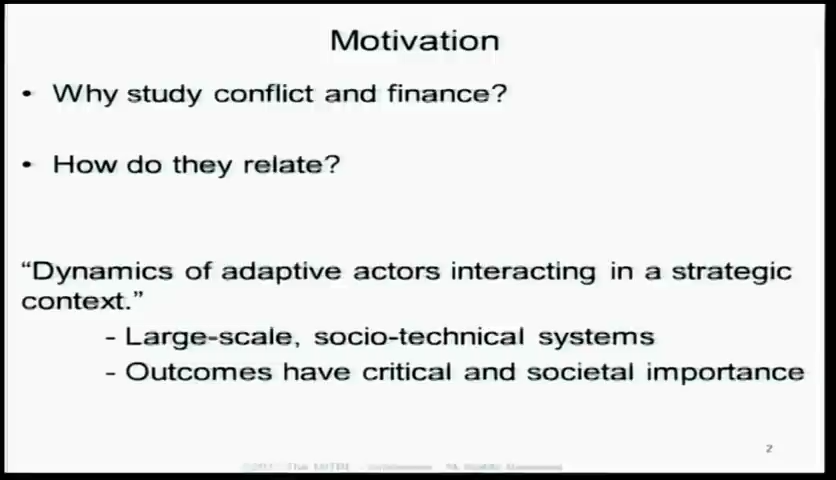 Motivation
• Why study conflict and finance?
• How do they relate?
“Dynamics of adaptive actors interacting in a strategic
context.”
- Large-scale, socio-technical systems
- Outcomes have critical and societal importance
2